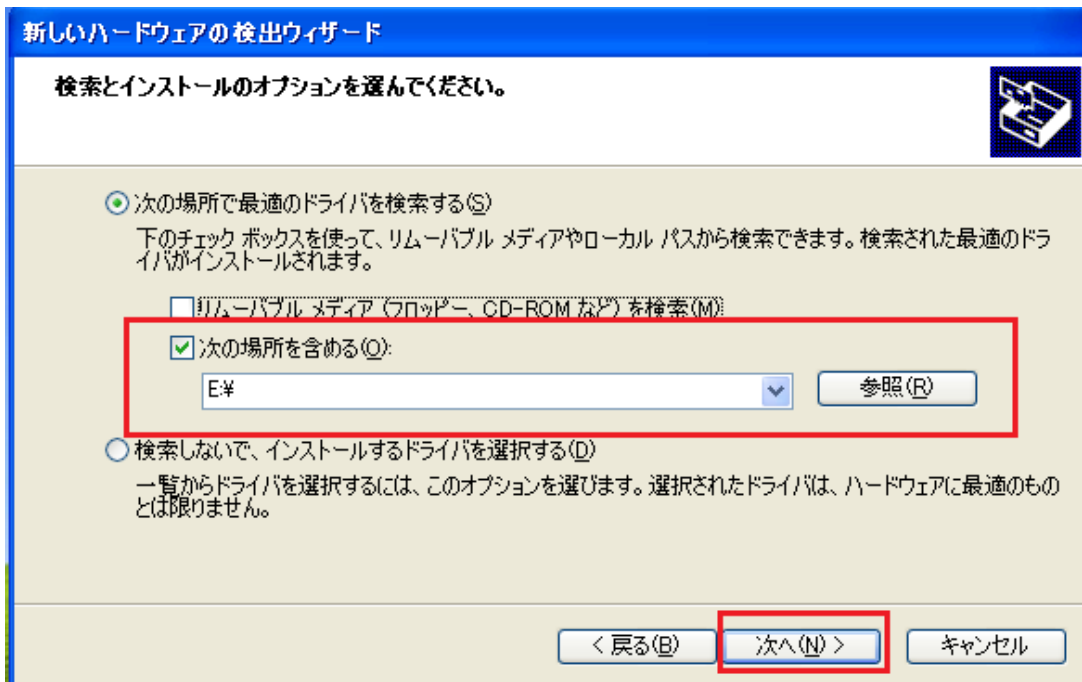 新しいハードウェアの検出ウィザード
検索とインストールのオプションを選んでください。
次の場所で最適のドライバを検索する(S)
下のチェック ボックスを使って、リムーバブル メディアやローカル パスから検索できます。検索された最適のドラ
イバがインストールされます。
リムーバブル メディア (フロッピー、CD-ROM など) を検索(M)
次の場所を含める(O):
E:¥
参照(R)
検索しないで、インストールするドライバを選択する(D)
一覧からドライバを選択するには、このオプションを選びます。選択されたドライバは、ハードウェアに最適のもの
とは限りません。
< 戻る(B)
次へ(N) >
キャンセル